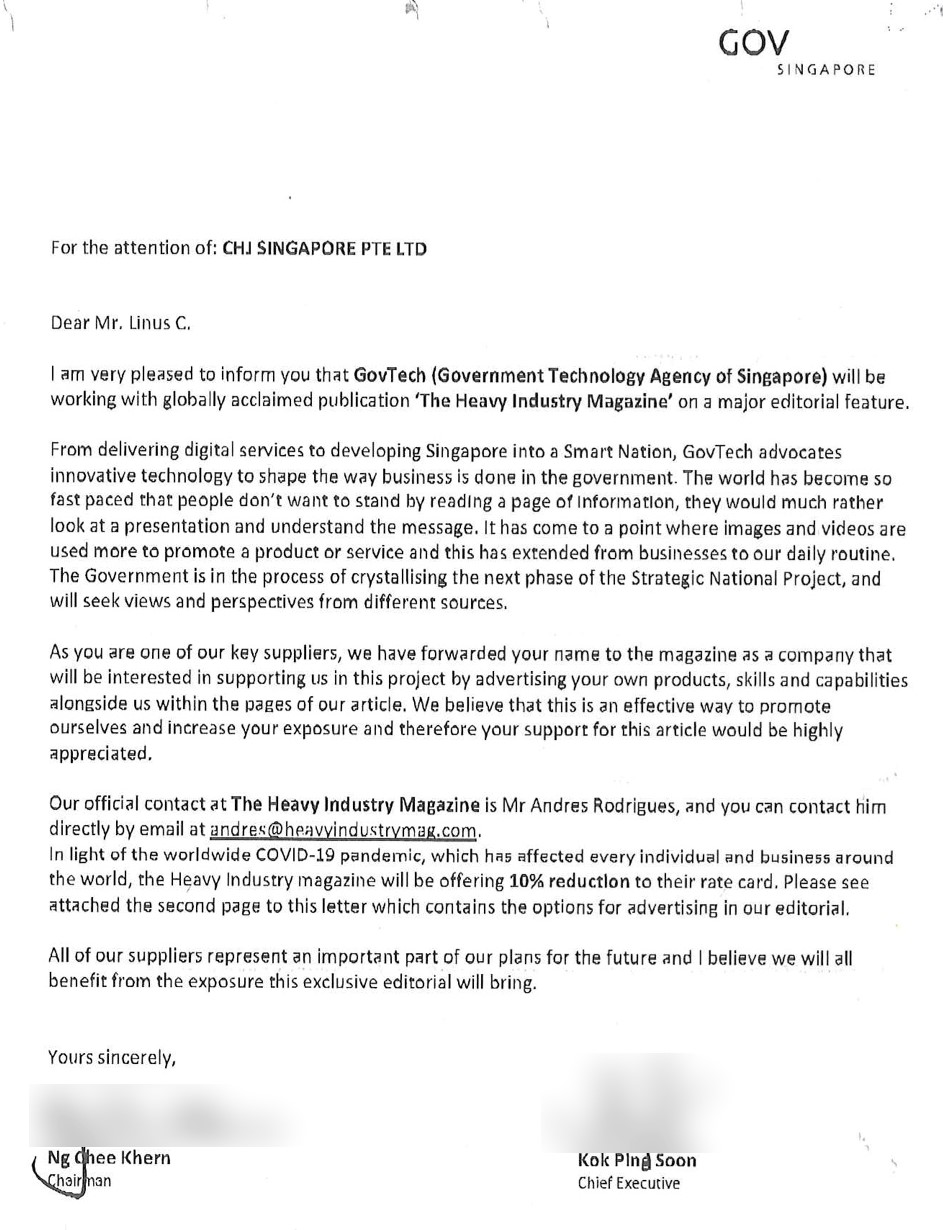 GOV
SINGAPORE
For the attention of: CHJ SINGAPORE PTE LTD
Dear Mr. Linus C.
I am very pleased to inform you that GovTech (Government Technology Agency of Singapore) will be
working with globally acclaimed publication 'The Heavy Industry Magazine' on a major editorial feature.
From delivering digital services to developing Singapore into a Smart Nation, GovTech advocates
innovative technology to shape the way business is done in the government. The world has become so
fast paced that people don't want to stand by reading a page of information, they would much rather
look at a presentation and understand the message. It has come to a point where images and videos are
used more to promote a product or service and this has extended from businesses to our daily routine.
The Government is in the process of crystallising the next phase of the Strategic National Project, and
will seek views and perspectives from different sources.
As you are one of our key suppliers, we have forwarded your name to the magazine as a company that
will be interested in supporting us in this project by advertising your own products, skills and capabilities
alongside us within the pages of our article. We believe that this is an effective way to promote
ourselves and increase your exposure and therefore your support for this article would be highly
appreciated.
Our official contact at The Heavy Industry Magazine is Mr Andres Rodrigues, and you can contact him
directly by email at andres@heavyindustrymag.com.
In light of the worldwide COVID-19 pandemic, which has affected every individual and business around
the world, the Heavy Industry magazine will be offering 10% reduction to their rate card. Please see
attached the second page to this letter which contains the options for advertising in our editorial.
All of our suppliers represent an important part of our plans for the future and I believe we will all
benefit from the exposure this exclusive editorial will bring.
Yours sincerely,
Ng Chee Khern
Chairman
Kok Ping Soon
Chief Executive